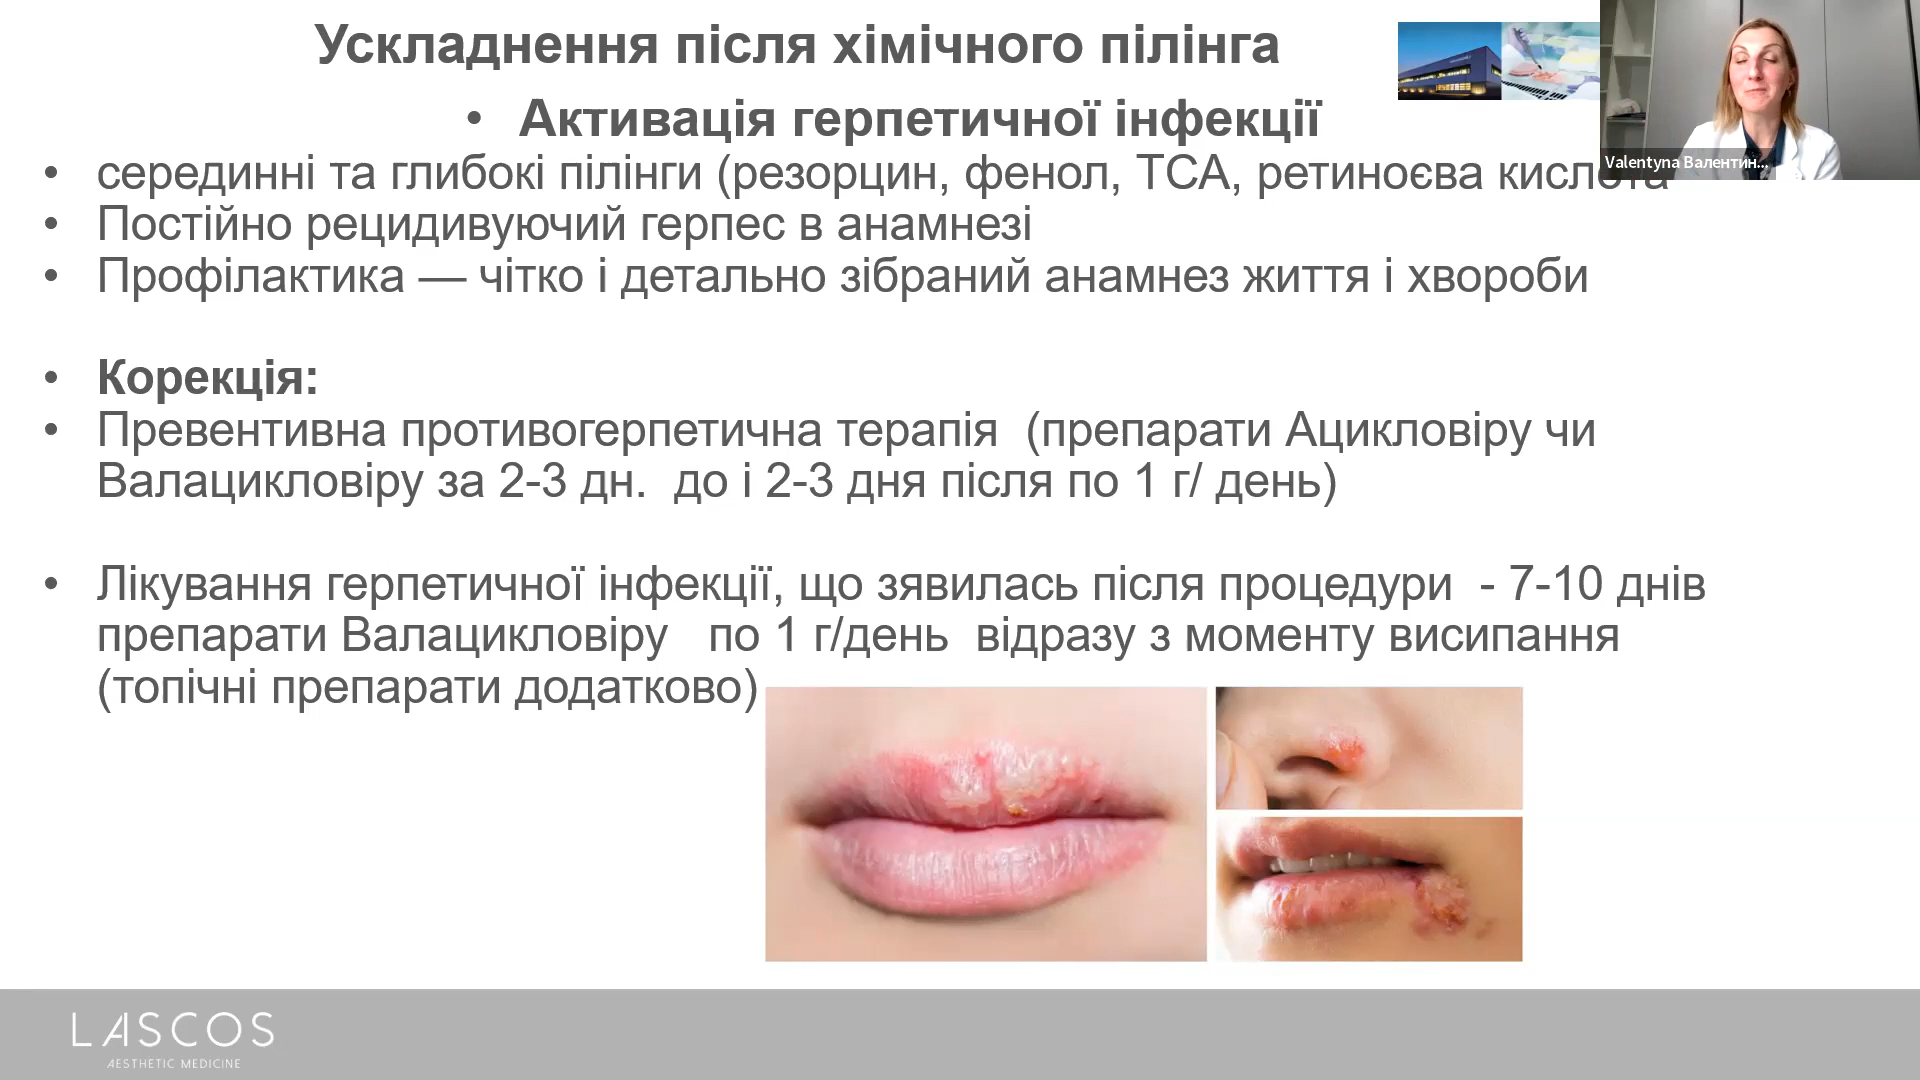 Ускладнення після хімічного пілінга
• Активація герпетичної інфекції
• серединні та глибокі пілінги (резорцин, фенол, ТСА, ретиноєва кислота
• Постійно рецидивуючий герпес в анамнезі
• Профілактика — чітко і детально зібраний анамнез життя і хвороби
• Корекція:
• Превентивна противогерпетична терапія (препарати Ацикловіру чи
Валацикловіру за 2-3 дн. до і 2-3 дня після по 1 г/ день)
• Лікування герпетичної інфекції, що зявилась після процедури - 7-10 днів
препарати Валацикловіру по 1 г/день відразу з моменту висипання
(топічні препарати додатково)
Valentyna Валентин...
LASCOS
AESTHETIC MEDICINE